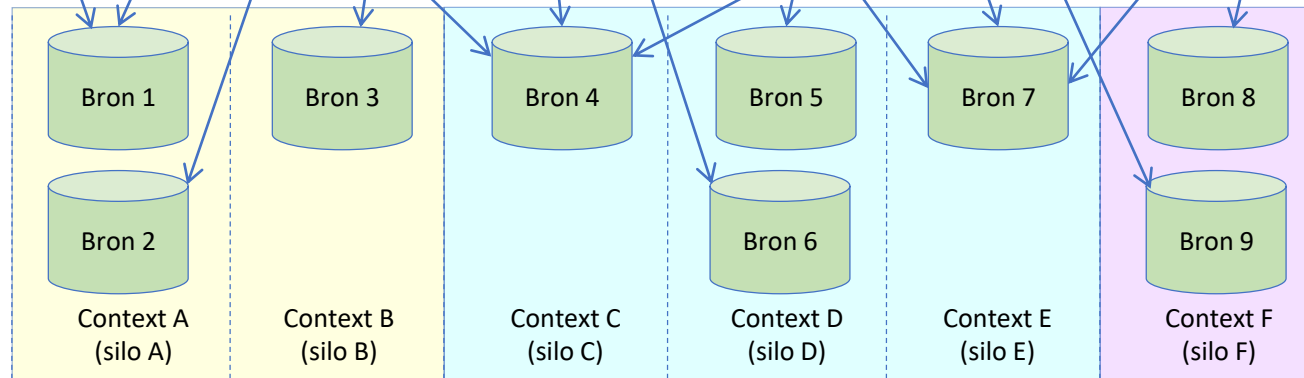 Bron 1
Bron 3
Bron 4
Bron 5
Bron 7
Bron 8
Bron 2
Bron 6
Bron 9
Context A
(silo A)
Context B
(silo B)
Context C
(silo C)
Context D
(silo D)
Context E
(silo E)
Context F
(silo F)